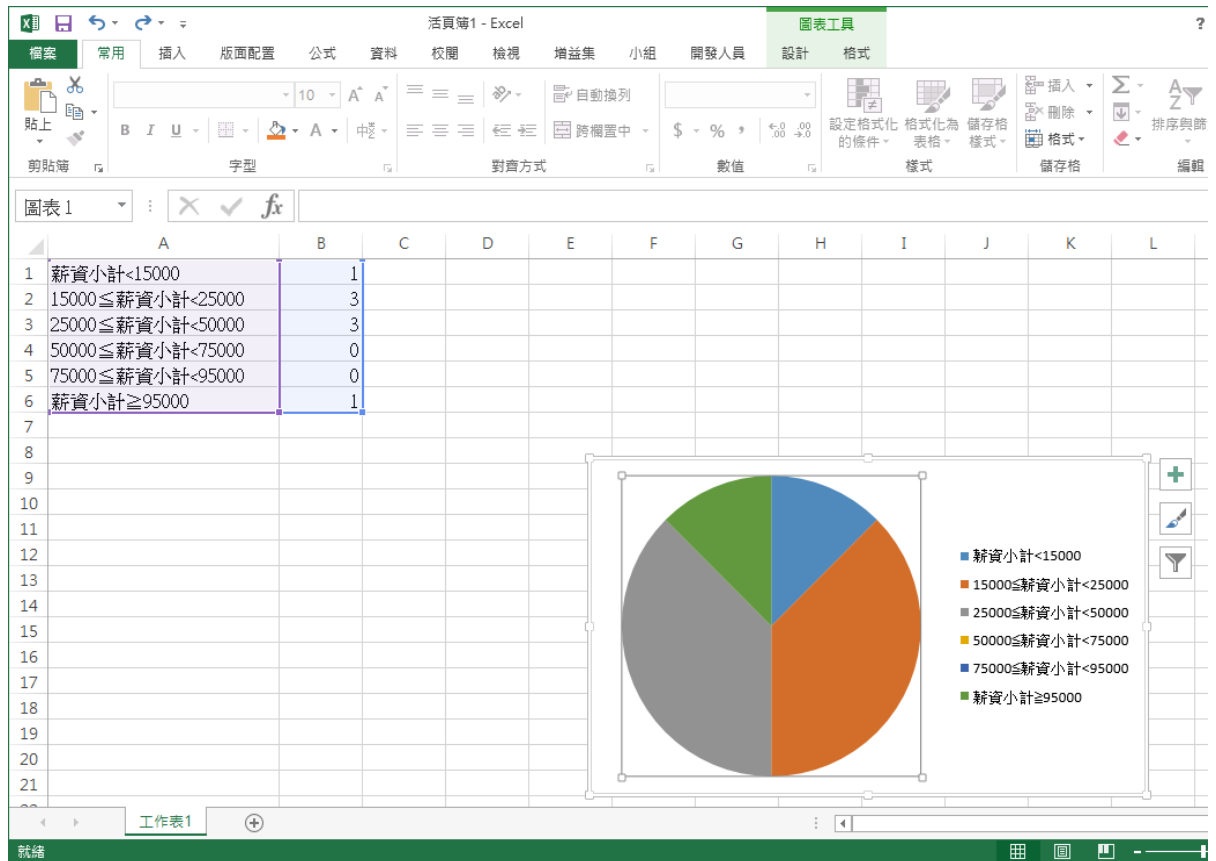 活頁簿1 - Excel
圖表工具
?
檔案 常用 插入 版面配置 公式 資料 校閱 檢視 增益集 小組 開發人員 設計 格式
貼上
10
A A
自動換列
插入
Σ
B I U
A
中
跨欄置中
$ % ,
設定格式化的條件
格式化為表格
儲存格樣式
刪除
格式
排序與篩
剪貼簿 字型 對齊方式 數值 樣式 儲存格 編輯
圖表 1
fx
A B C D E F G H I J K L
1 薪資小計<15000 1
2 15000≦薪資小計<25000 3
3 25000≦薪資小計<50000 3
4 50000≦薪資小計<75000 0
5 75000≦薪資小計<95000 0
6 薪資小計≧95000 1
7
8
9
10
11
12
13
14
15
16
17
18
19
20
21
薪資小計<15000
15000≦薪資小計<25000
25000≦薪資小計<50000
50000≦薪資小計<75000
75000≦薪資小計<95000
薪資小計≧95000
工作表1
就緒